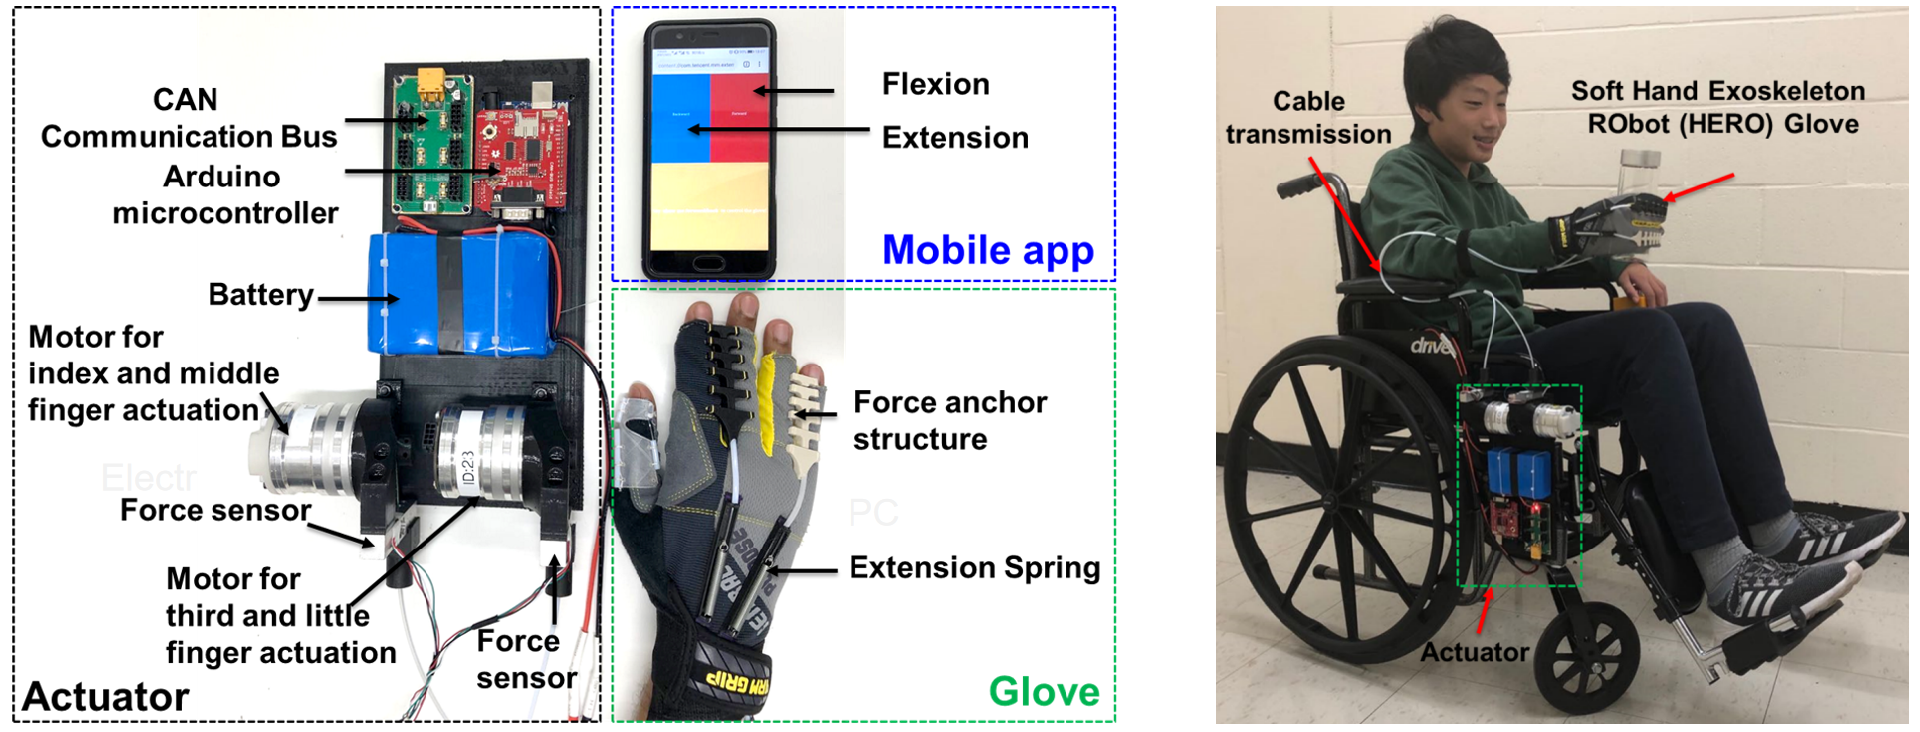 CAN
Communication Bus
Arduino
microcontroller
Battery
Motor for
index and middle
finger actuation
Electr
Force sensor
ID:23
Motor for
third and little
finger actuation
Force
sensor
Actuator
Flexion
Extension
Mobile app
Force anchor
structure
PC
Extension Spring
FIRM GRIP
Glove
Cable
transmission
Soft Hand Exoskeleton
RObot (HERO) Glove
drive
Actuator